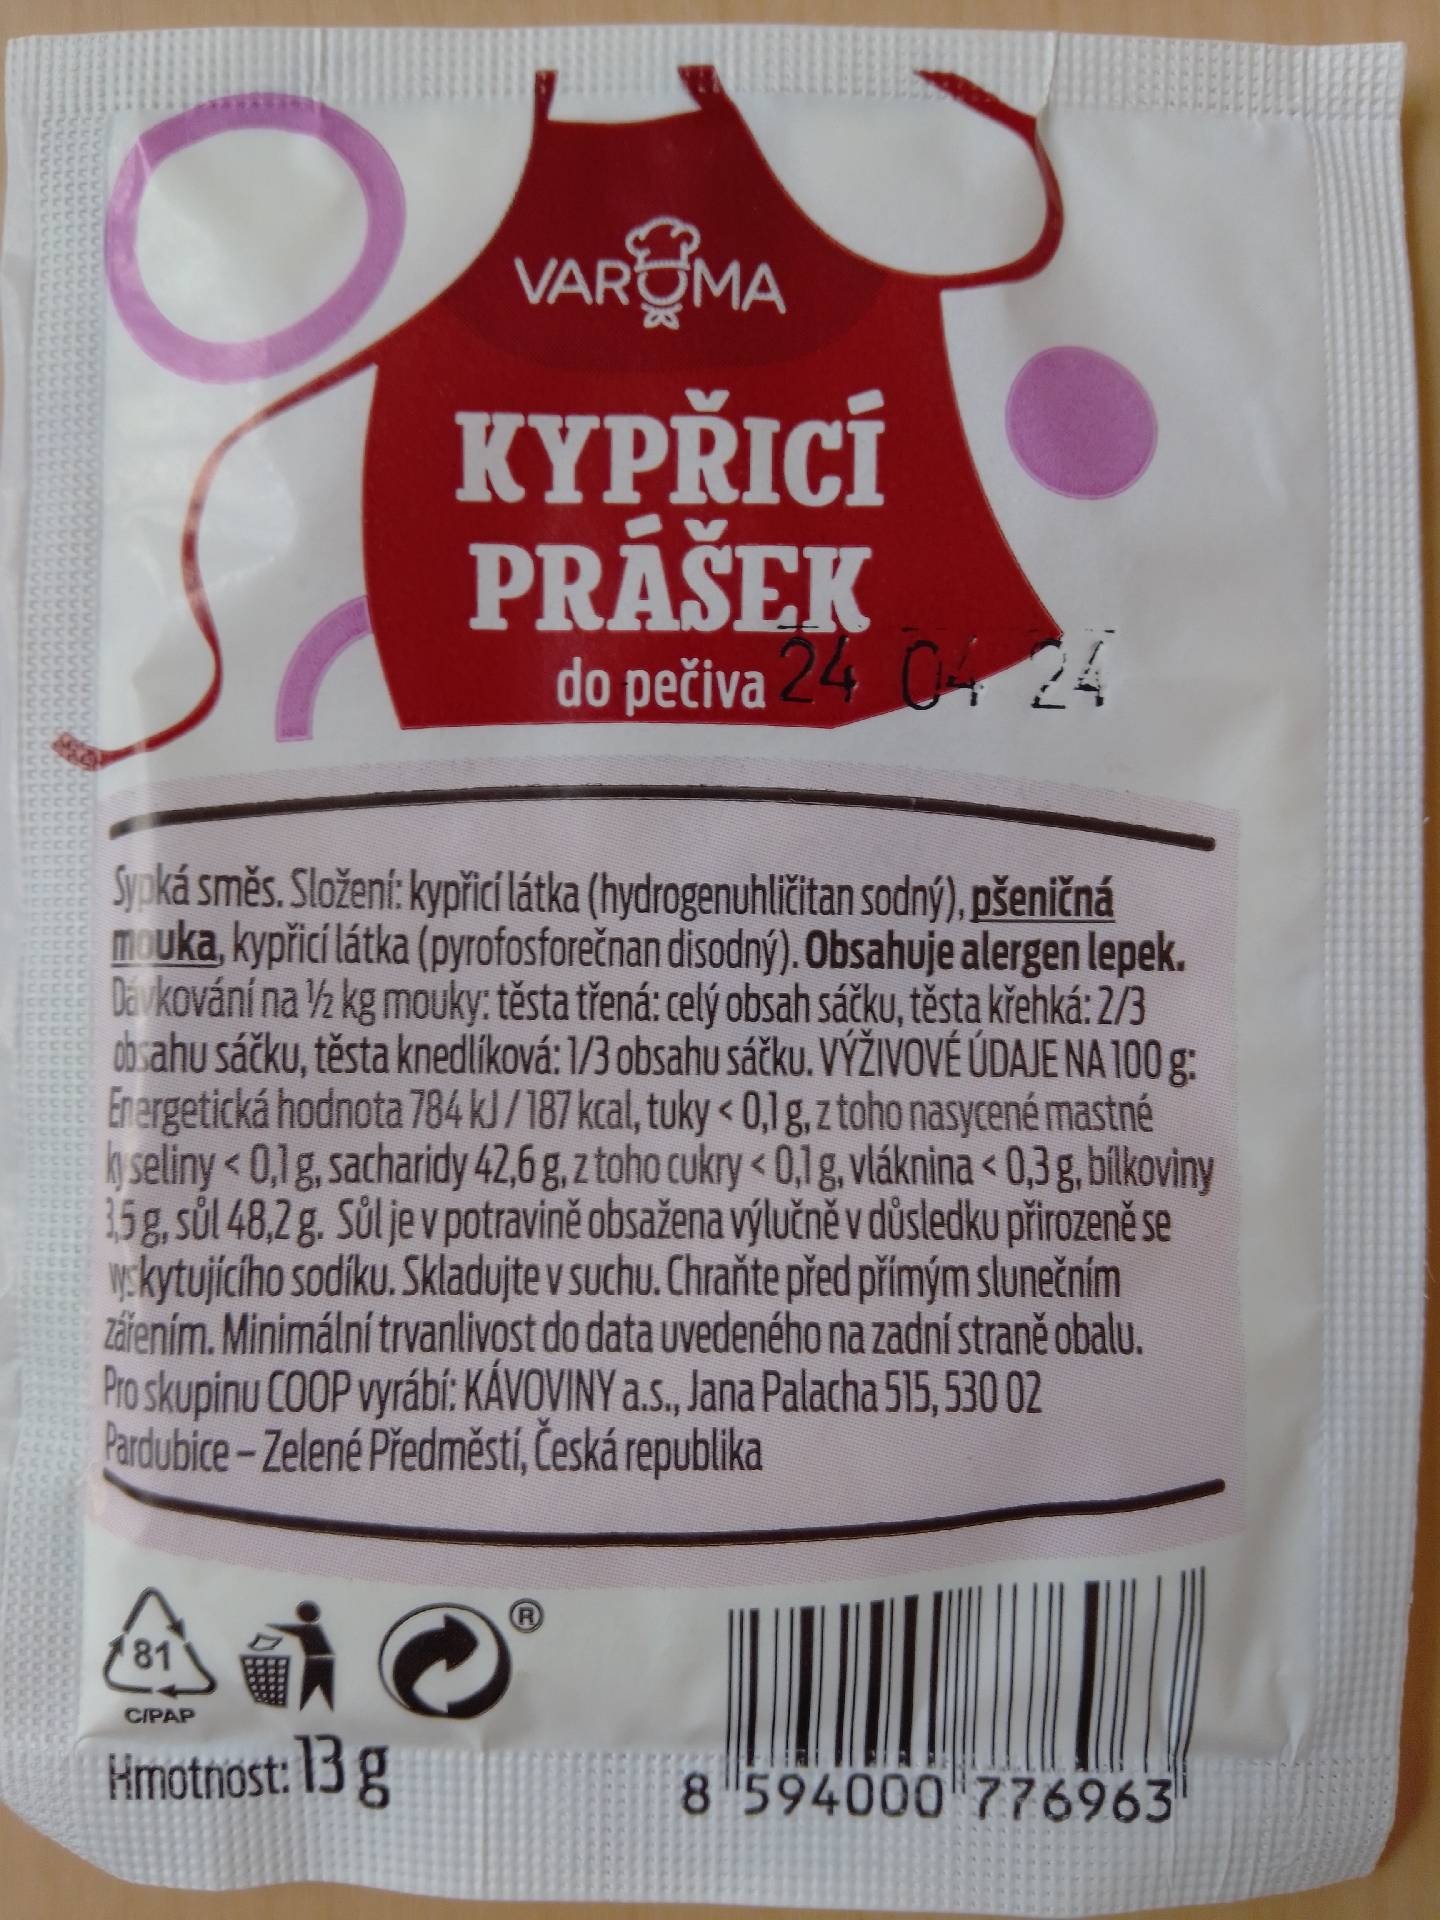 VAROMA
KYPŘICÍ
PRÁŠEK
do pečiva 24 04 24
Sypká směs. Složení: kypřicí látka (hydrogenuhličitan sodný), pšeničná
mouka, kypřicí látka (pyrofosforečnan disodný). Obsahuje alergen lepek.
Dávkování na ½ kg mouky: těsta třená: celý obsah sáčku, těsta křehká: 2/3
obsahu sáčku, těsta knedlíková: 1/3 obsahu sáčku. VÝŽIVOVÉ ÚDAJE NA 100 g:
Energetická hodnota 784 kJ / 187 kcal, tuky < 0,1 g, z toho nasycené mastné
kyseliny < 0,1 g, sacharidy 42,6 g, z toho cukry < 0,1 g, vláknina < 0,3 g, bílkoviny
3,5 g, sůl 48,2 g. Sůl je v potravině obsažena výlučně v důsledku přirozeně se
vyskytujícího sodíku. Skladujte v suchu. Chraňte před přímým slunečním
zářením. Minimální trvanlivost do data uvedeného na zadní straně obalu.
Pro skupinu COOP vyrábí: KÁVOVINY a.s., Jana Palacha 515, 530 02
Pardubice – Zelené Předměstí, Česká republika
®
81
C/PAP
Hmotnost: 13 g
8 594000 776963